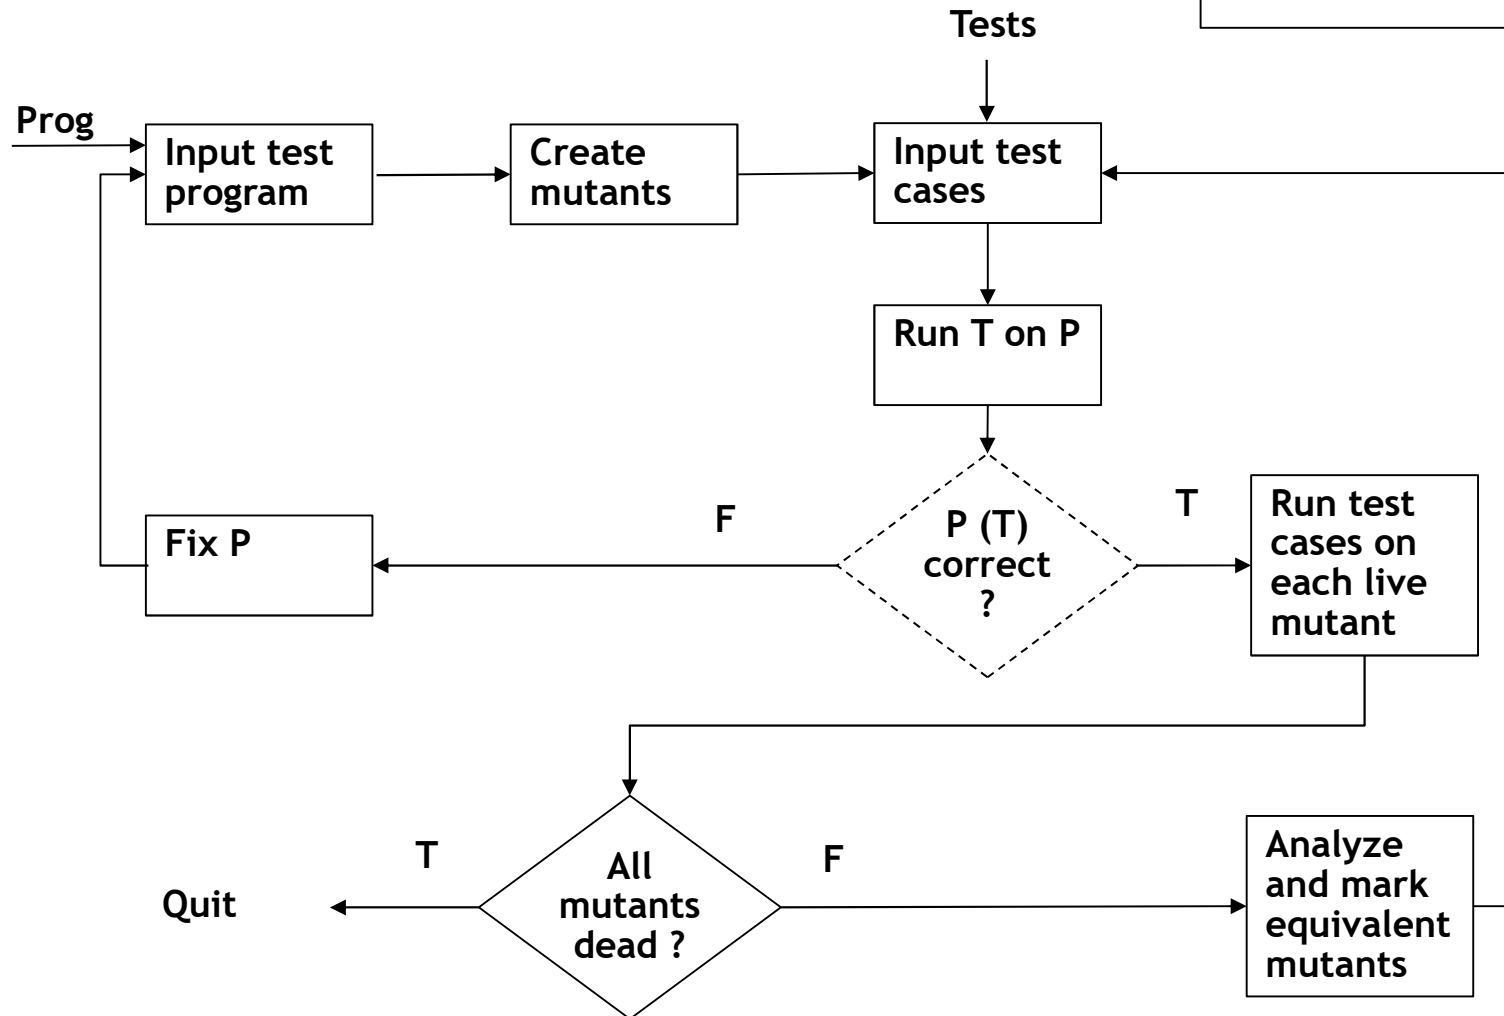 Tests
Prog
Input test
program
Create
mutants
Input test
cases
Run T on P
Fix P
F
P (T)
correct
?
T
Run test
cases on
each live
mutant
Quit
T
All
mutants
dead ?
F
Analyze
and mark
equivalent
mutants